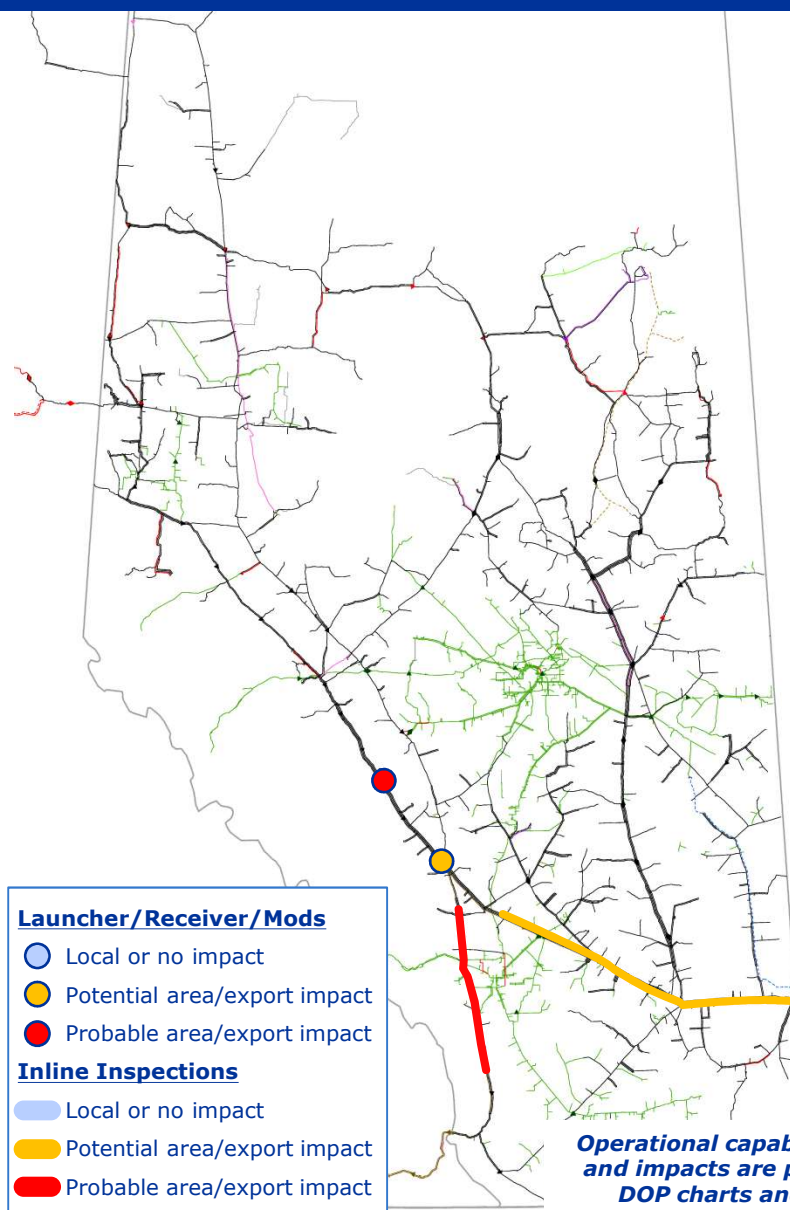 Launcher/Receiver/Mods
Local or no impact
Potential area/export impact
Probable area/export impact
Inline Inspections
Local or no impact
Potential area/export impact
Probable area/export impact
Operational capab
and impacts are p
DOP charts an